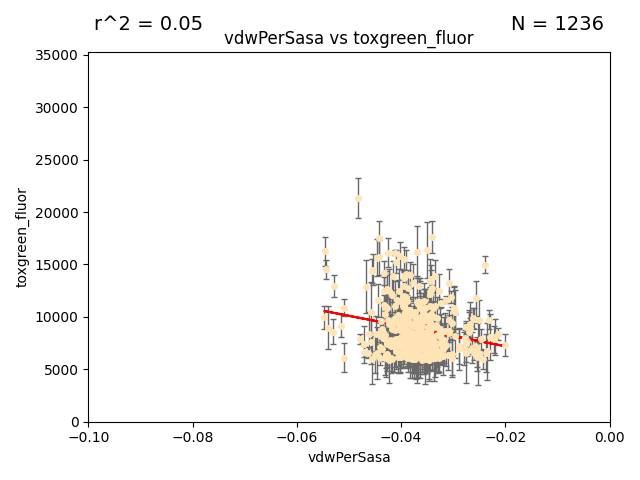 r^2 = 0.05
N = 1236
vdwPerSasa vs toxgreen_fluor
35000
30000
25000
20000
15000
10000
5000
0
toxgreen_fluor
−0.10
−0.08
−0.06
−0.04
−0.02
0.00
vdwPerSasa